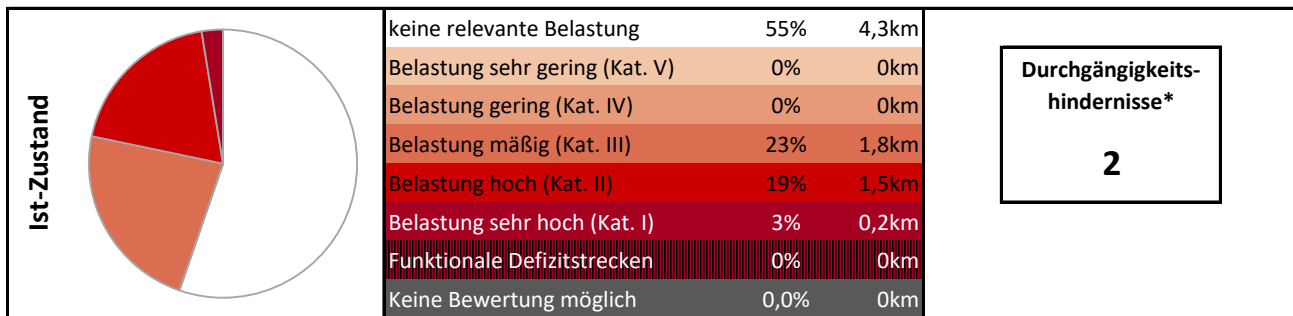 Ist-Zustand
keine relevante Belastung 55% 4,3km
Belastung sehr gering (Kat. V) 0% 0km
Belastung gering (Kat. IV) 0% 0km
Belastung mäßig (Kat. III) 23% 1,8km
Belastung hoch (Kat. II) 19% 1,5km
Belastung sehr hoch (Kat. I) 3% 0,2km
Funktionale Defizitstrecken 0% 0km
Keine Bewertung möglich 0,0% 0km
Durchgängigkeits-
hindernisse*
2